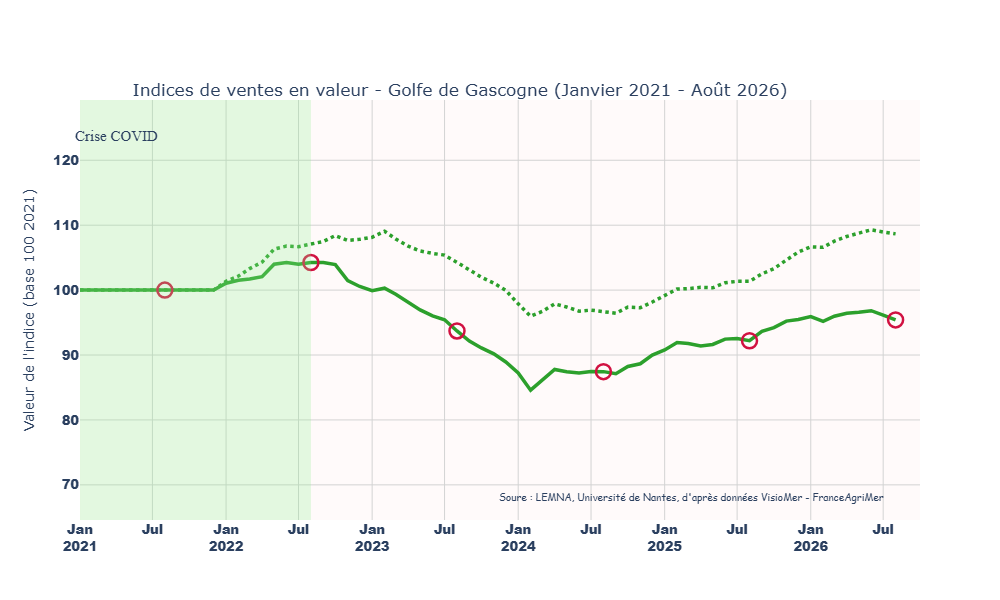 Indices de ventes en valeur - Golfe de Gascogne (Janvier 2021 - Août 2026)
Crise COVID
Valeur de l'indice (base 100 2021)
120
110
100
90
80
70
Soure : LEMNA, Université de Nantes, d'après données VisioMer - FranceAgriMer
Jan Jul Jan Jul Jan Jul Jan Jul Jan Jul Jan Jul
2021 2022 2023 2024 2025 2026